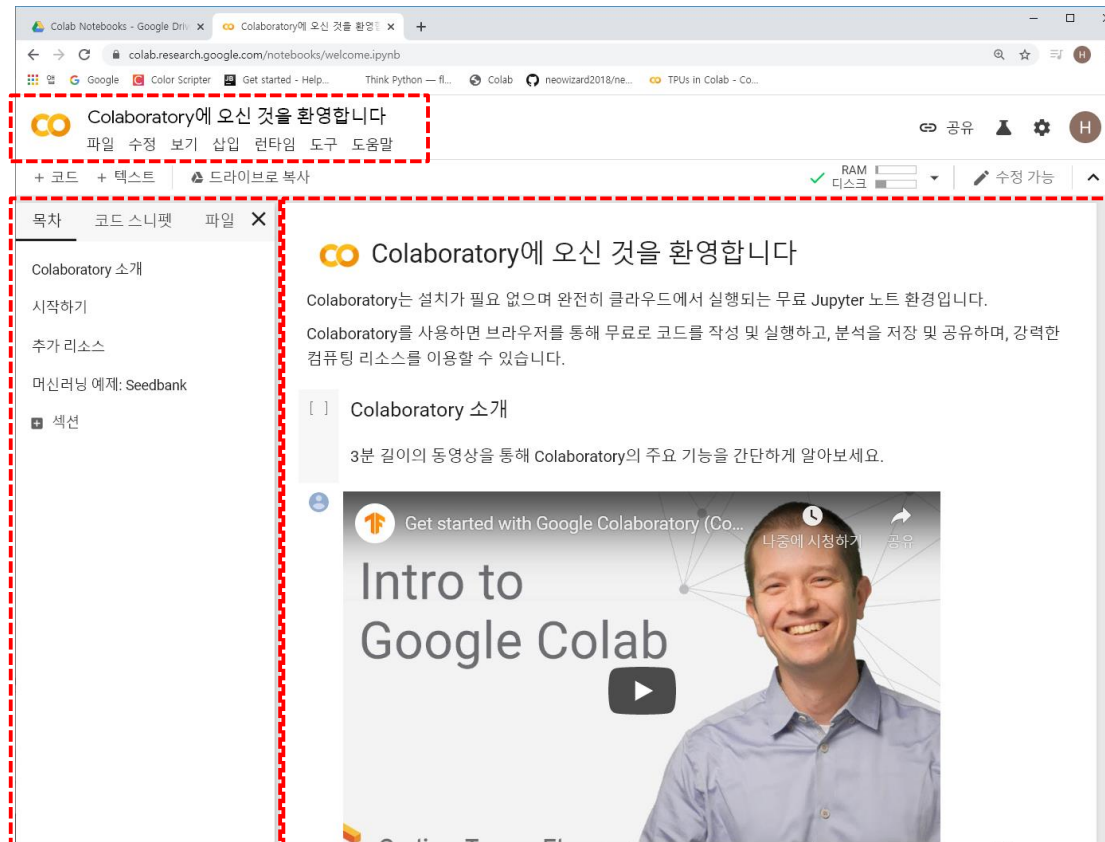 Colab Notebooks - Google Driv
Colaboratory에 오신 것을 환영
colab.research.google.com/notebooks/welcome.ipynb
앱 Google Color Scripter Get started - Help... Think Python — fl... Colab neowizard2018/ne... TPUs in Colab - Co...
Colaboratory에 오신 것을 환영합니다
파일 수정 보기 삽입 런타임 도구 도움말
공유
H
+ 코드 + 텍스트 드라이브로 복사
RAM
디스크
수정 가능
목차 코드 스니펫 파일
Colaboratory 소개
시작하기
추가 리소스
머신러닝 예제: Seedbank
섹션
CO Colaboratory에 오신 것을 환영합니다
Colaboratory는 설치가 필요 없으며 완전히 클라우드에서 실행되는 무료 Jupyter 노트 환경입니다.
Colaboratory를 사용하면 브라우저를 통해 무료로 코드를 작성 및 실행하고, 분석을 저장 및 공유하며, 강력한
컴퓨팅 리소스를 이용할 수 있습니다.
[ ] Colaboratory 소개
3분 길이의 동영상을 통해 Colaboratory의 주요 기능을 간단하게 알아보세요.
Get started with Google Colaboratory (Co...
나중에 시청하기 공유
Intro to
Google Colab